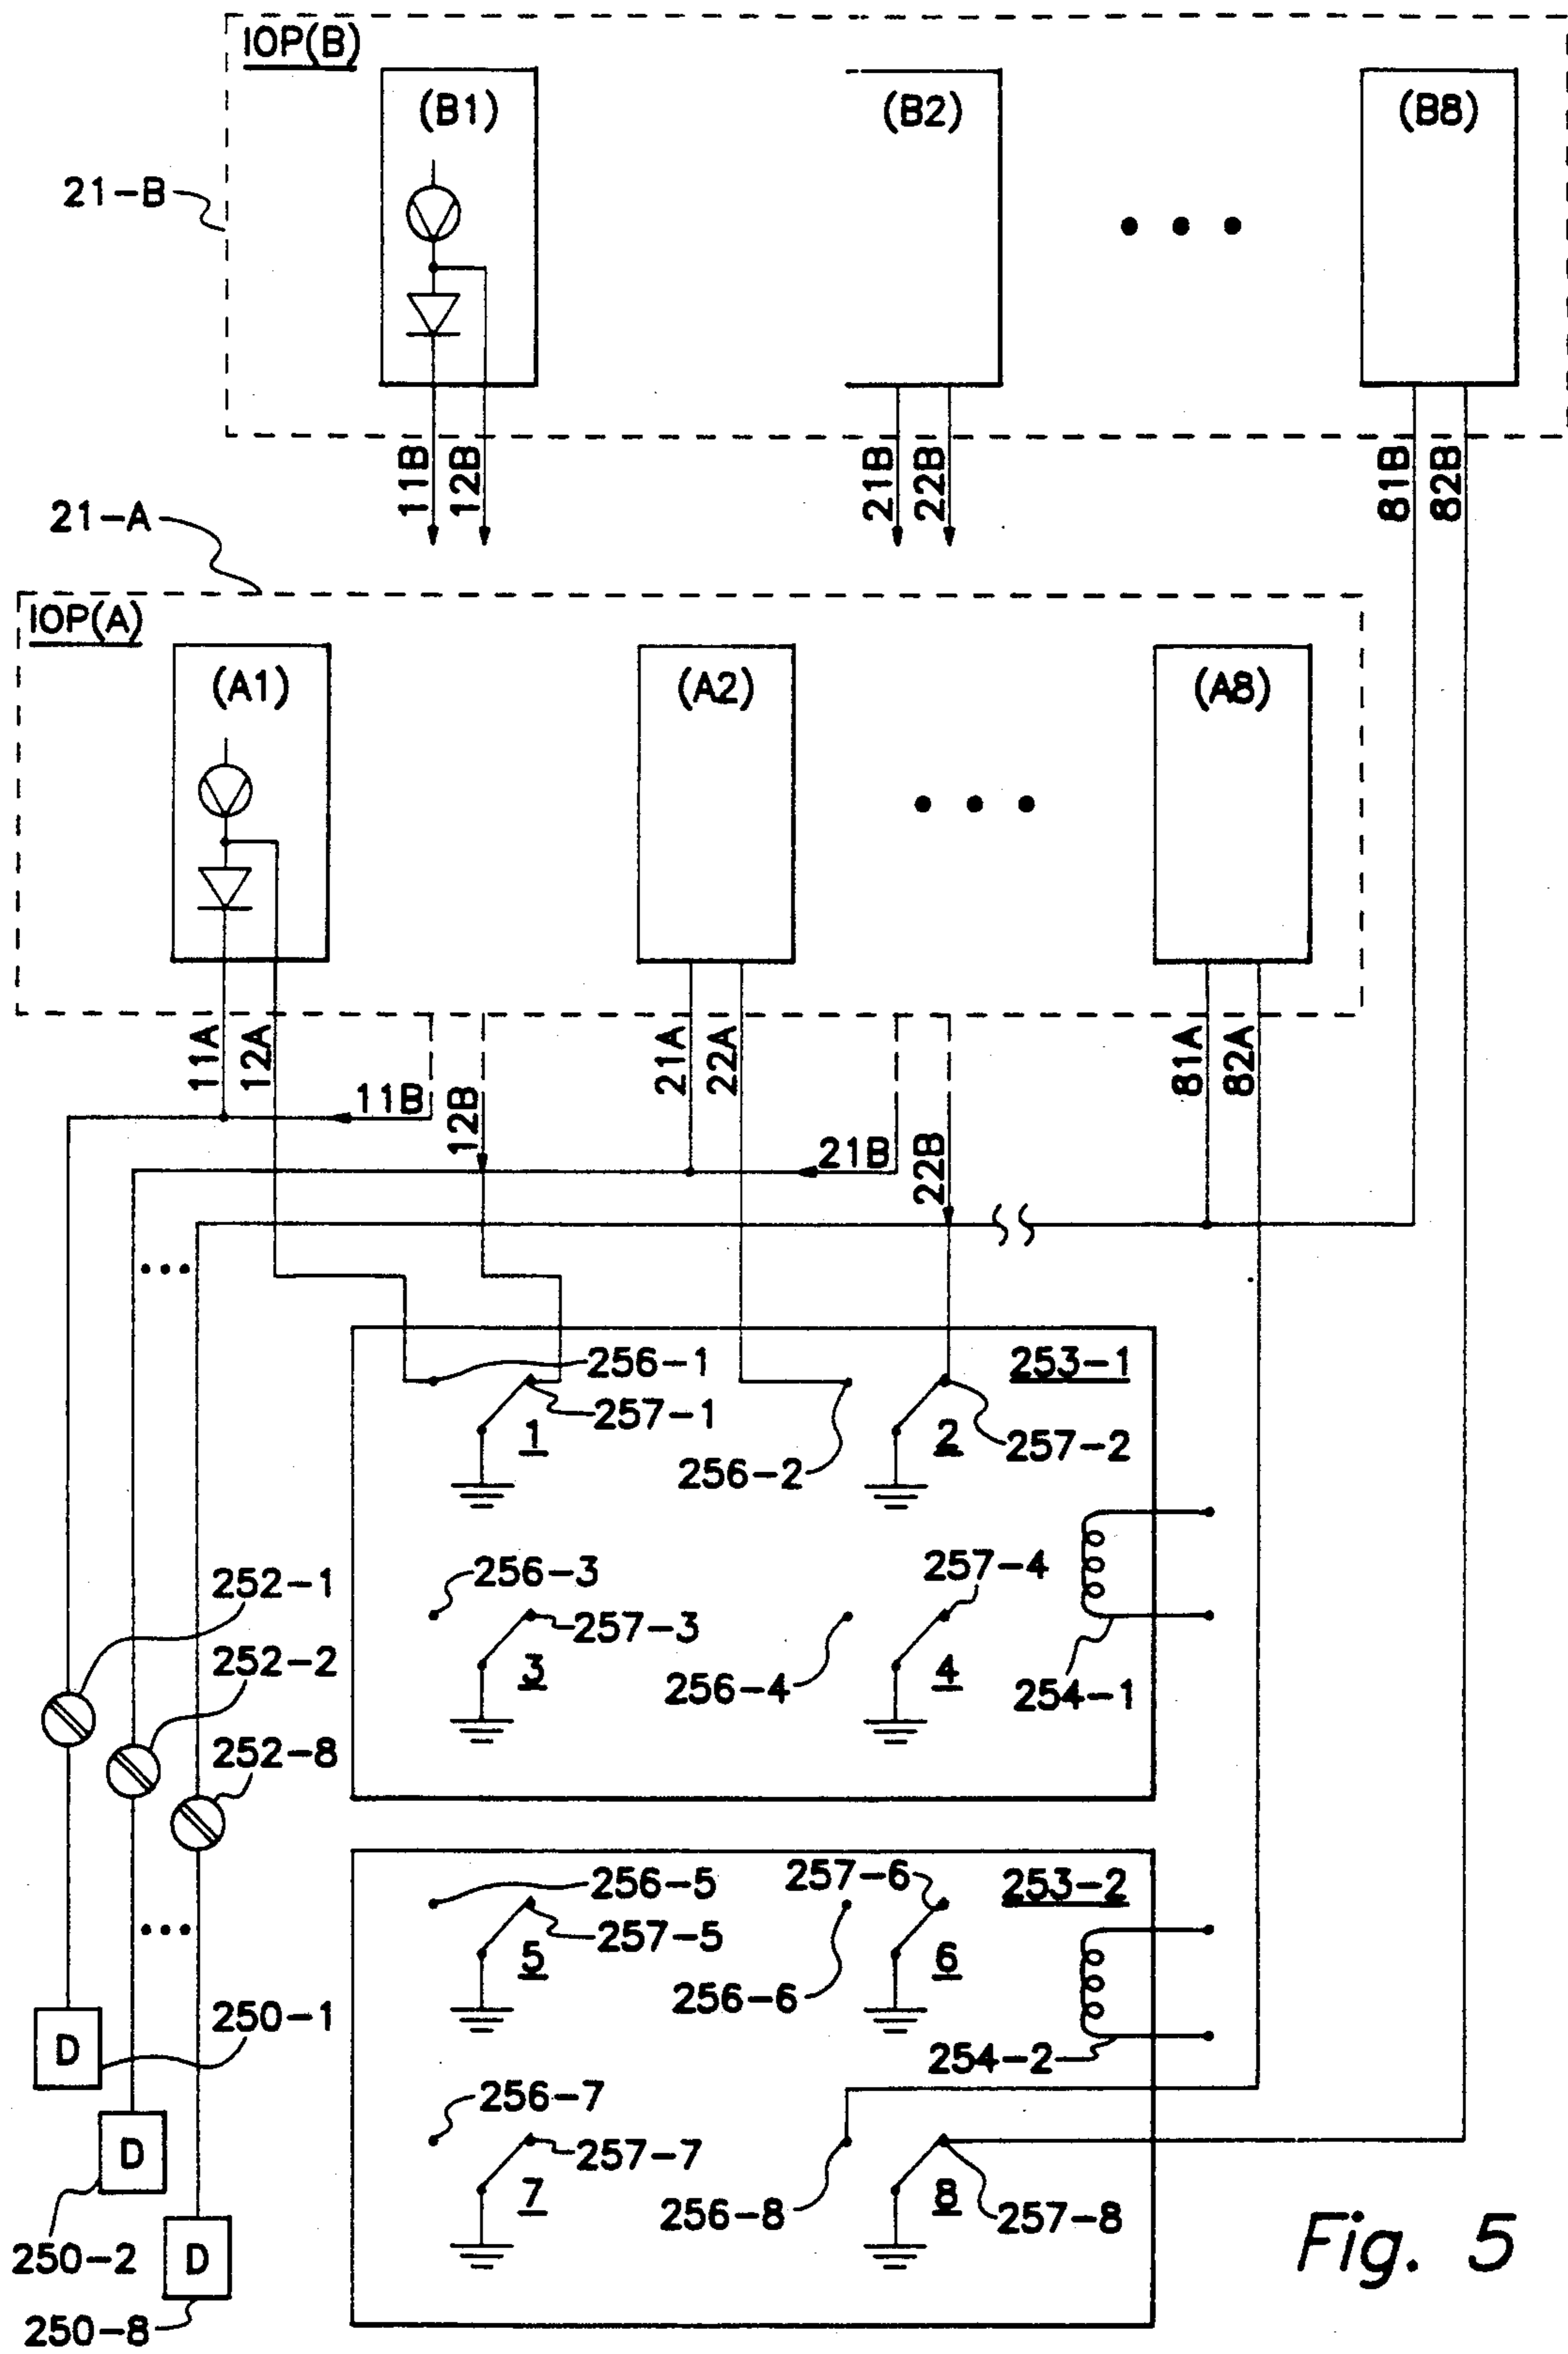 IOP(B)
(B1)
(B2)
(B8)
21-B
11B
12B
21B
22B
81B
82B
21-A
IOP(A)
(A1)
(A2)
(A8)
11A
12A
11B
12B
21A
22A
21B
22B
81A
82A
256-1
253-1
257-1
1
2
257-2
256-2
256-3
257-4
252-1
257-3
252-2
3
256-4
4
254-1
252-8
256-5
257-6
253-2
257-5
5
6
256-6
250-1
D
254-2
256-7
D
257-7
7
256-8
8
257-8
250-2
D
250-8
Fig. 5